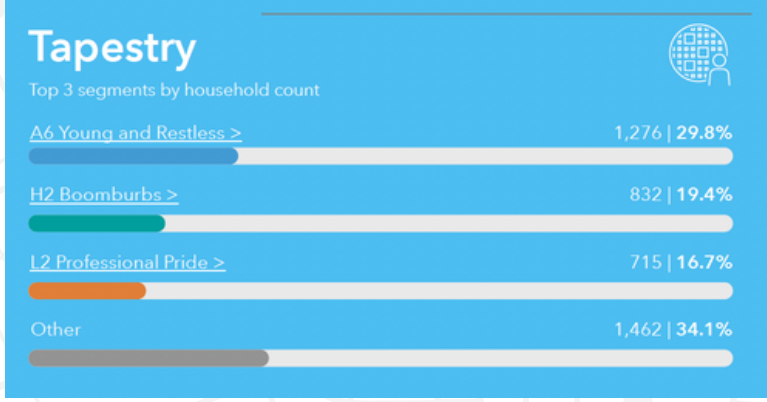 Tapestry
Top 3 segments by household count
A6 Young and Restless > 1,276 | 29.8%
H2 Boomburbs > 832 | 19.4%
L2 Professional Pride > 715 | 16.7%
Other 1,462 | 34.1%